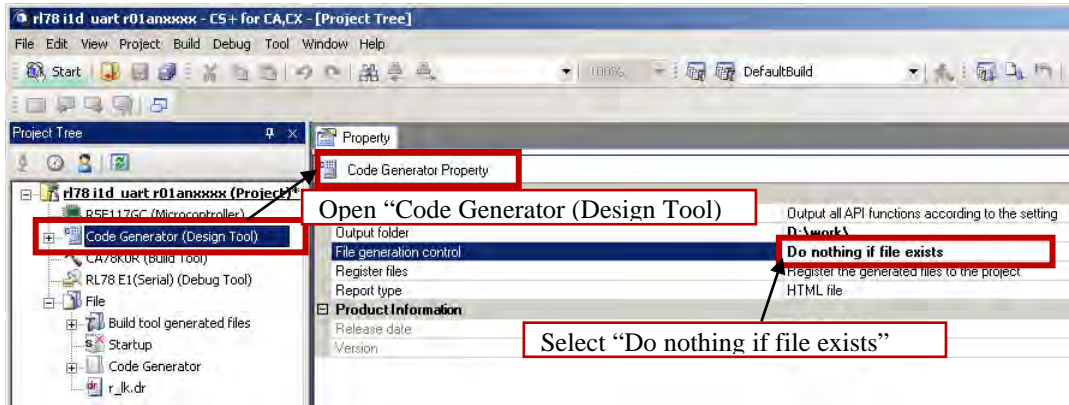 rl78 i1d uart r01anxxxx - CS+ for CA,CX - [Project Tree]
File Edit View Project Build Debug Tool Window Help
Start 100% DefaultBuild
Project Tree
Property
Code Generator Property
rl78 i1d uart r01anxxxx (Project)*
R5F117GC (Microcontroller)
Code Generator (Design Tool)
CA78K0R (Build Tool)
RL78 E1(Serial) (Debug Tool)
File
Build tool generated files
Startup
Code Generator
r_lk.dr
Open “Code Generator (Design Tool)
Output all API functions according to the setting
Output folder D:\work\
File generation control Do nothing if file exists
Register files Register the generated files to the project
Report type HTML file
Product Information
Release date
Version
Select “Do nothing if file exists”